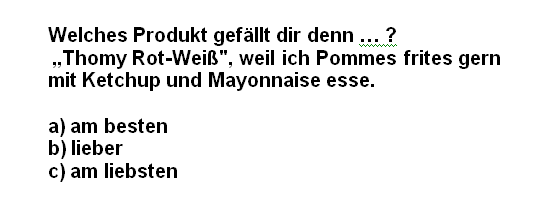 Welches Produkt gefällt dir denn ... ?
„Thomy Rot-Weiß", weil ich Pommes frites gern
mit Ketchup und Mayonnaise esse.
a) am besten
b) lieber
c) am liebsten